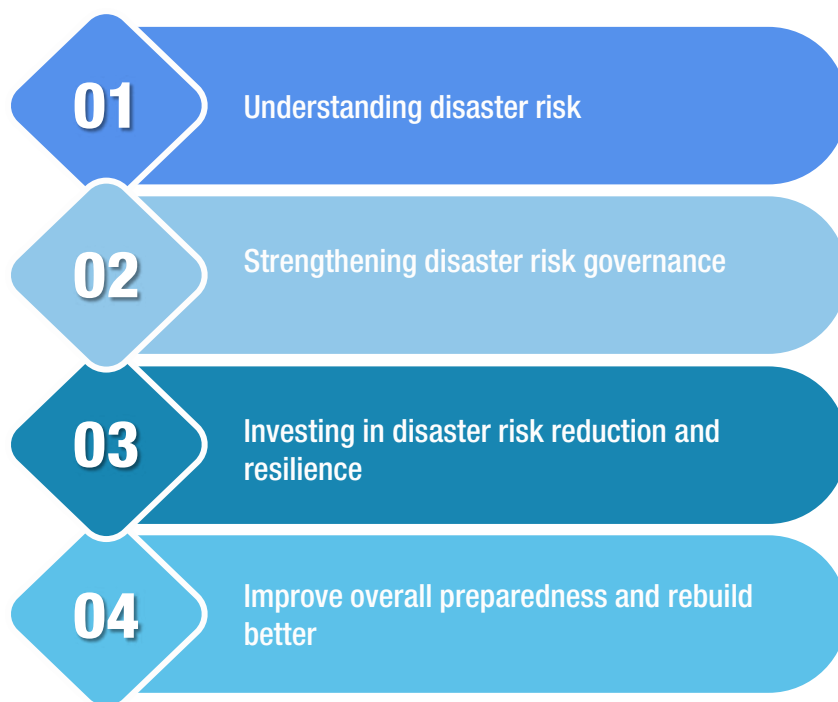 01
Understanding disaster risk
02
Strengthening disaster risk governance
03
Investing in disaster risk reduction and
resilience
04
Improve overall preparedness and rebuild
better